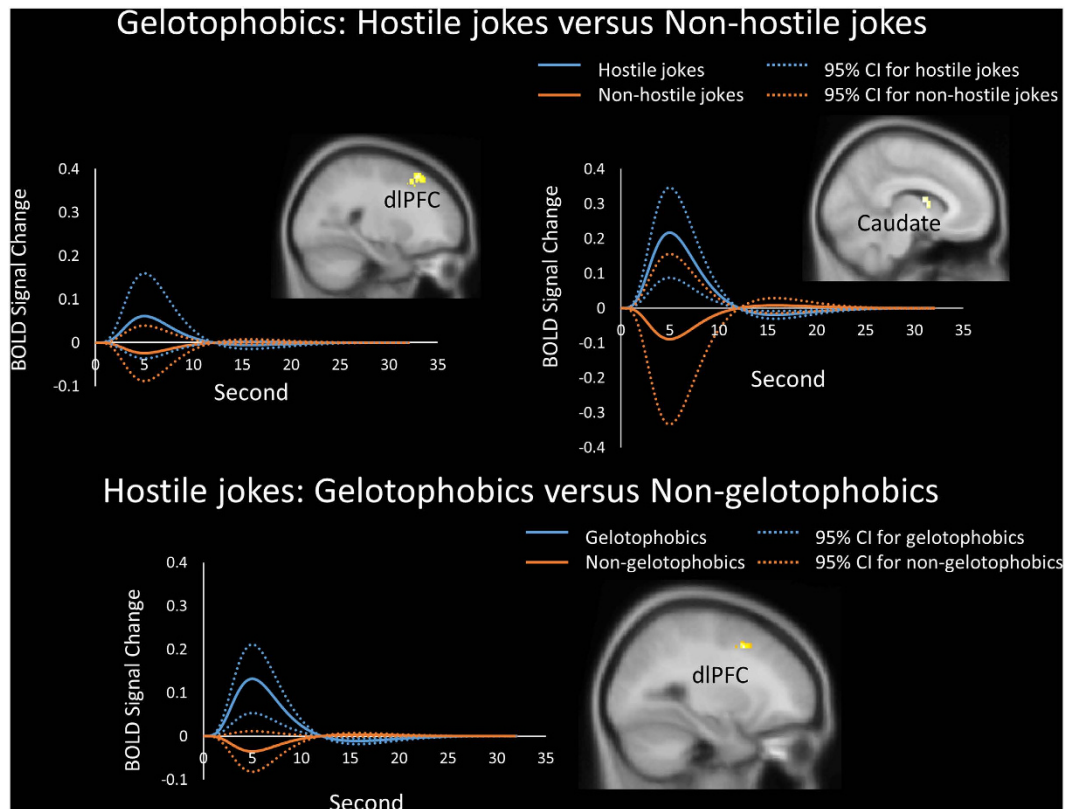 Gelotophobics: Hostile jokes versus Non-hostile jokes
Hostile jokes
95% CI for hostile jokes
Non-hostile jokes
95% CI for non-hostile jokes
BOLD Signal Change
0.4
0.3
0.2
0.1
0
-0.1
0 5 10 15 20 25 30 35
Second
dlPFC
BOLD Signal Change
0.4
0.3
0.2
0.1
0
-0.1
-0.2
-0.3
-0.4
0 5 10 15 20 25 30 35
Second
Caudate
Hostile jokes: Gelotophobics versus Non-gelotophobics
Gelotophobics
95% CI for gelotophobics
Non-gelotophobics
95% CI for non-gelotophobics
BOLD Signal Change
0.4
0.3
0.2
0.1
0
-0.1
0 5 10 15 20 25 30 35
Second
dlPFC